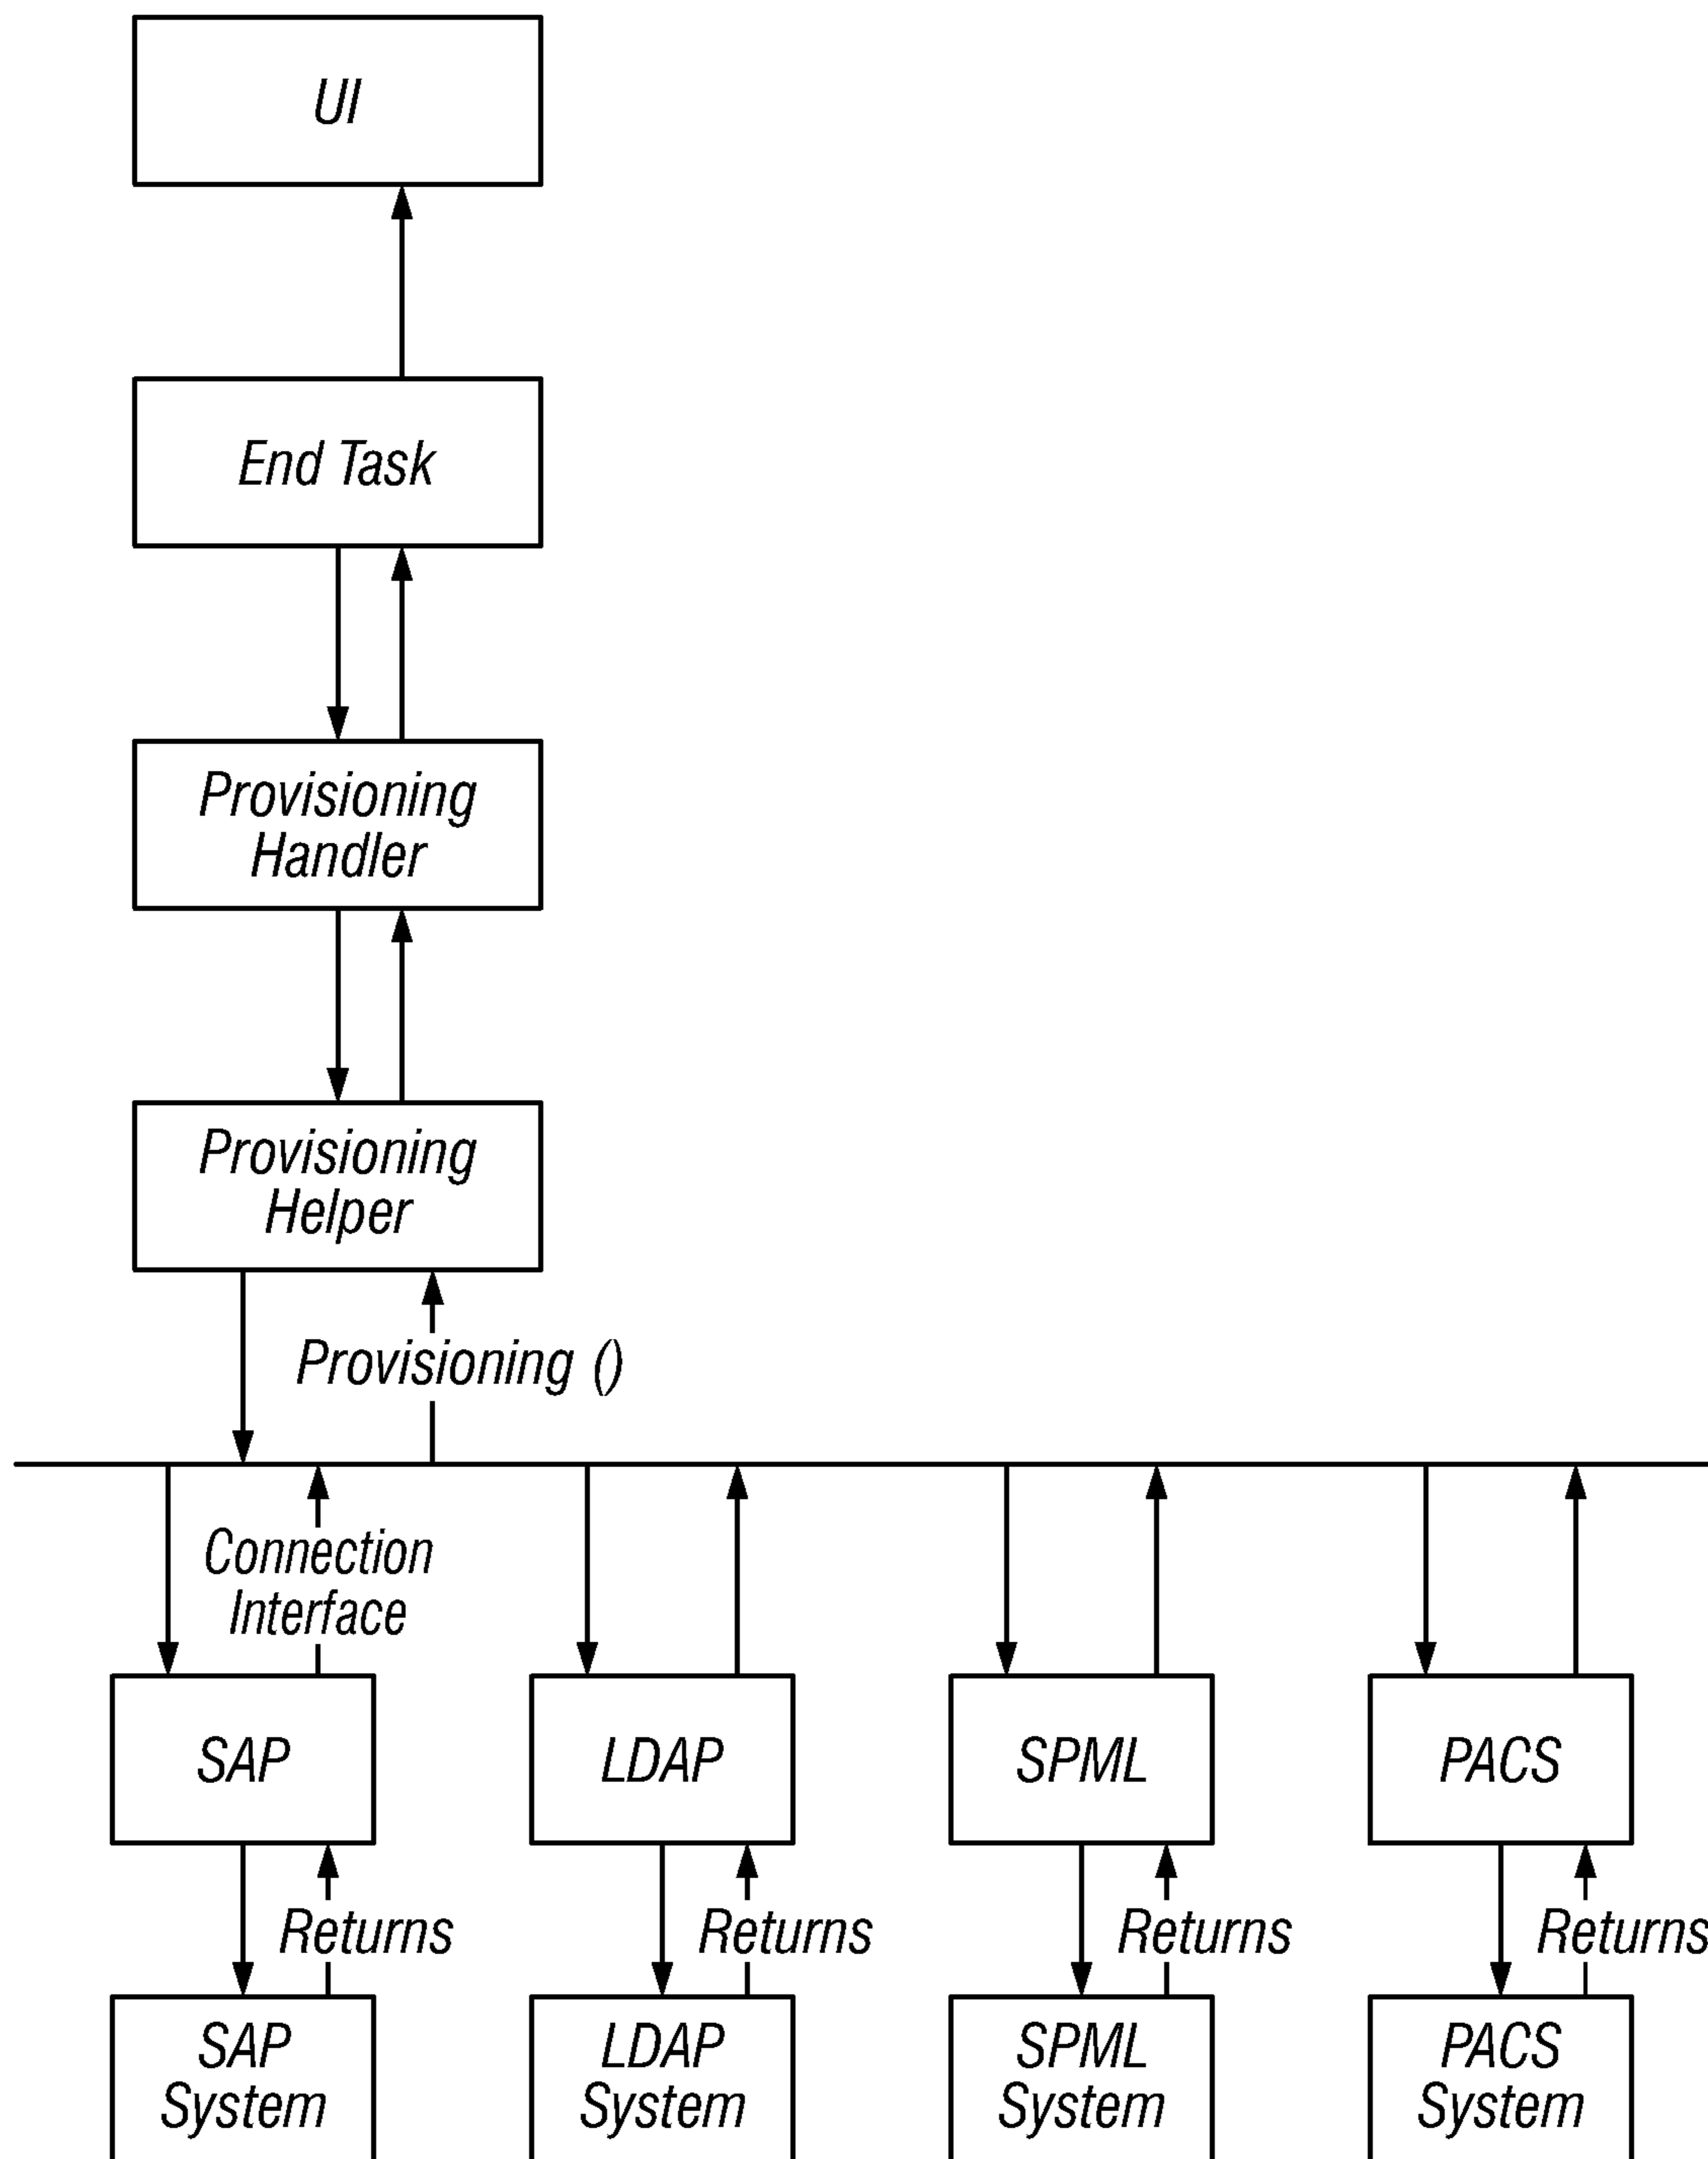 UI
End Task
Provisioning
Handler
Provisioning
Helper
Provisioning ()
Connection
Interface
SAP
LDAP
SPML
PACS
Returns
Returns
Returns
Returns
SAP
System
LDAP
System
SPML
System
PACS
System